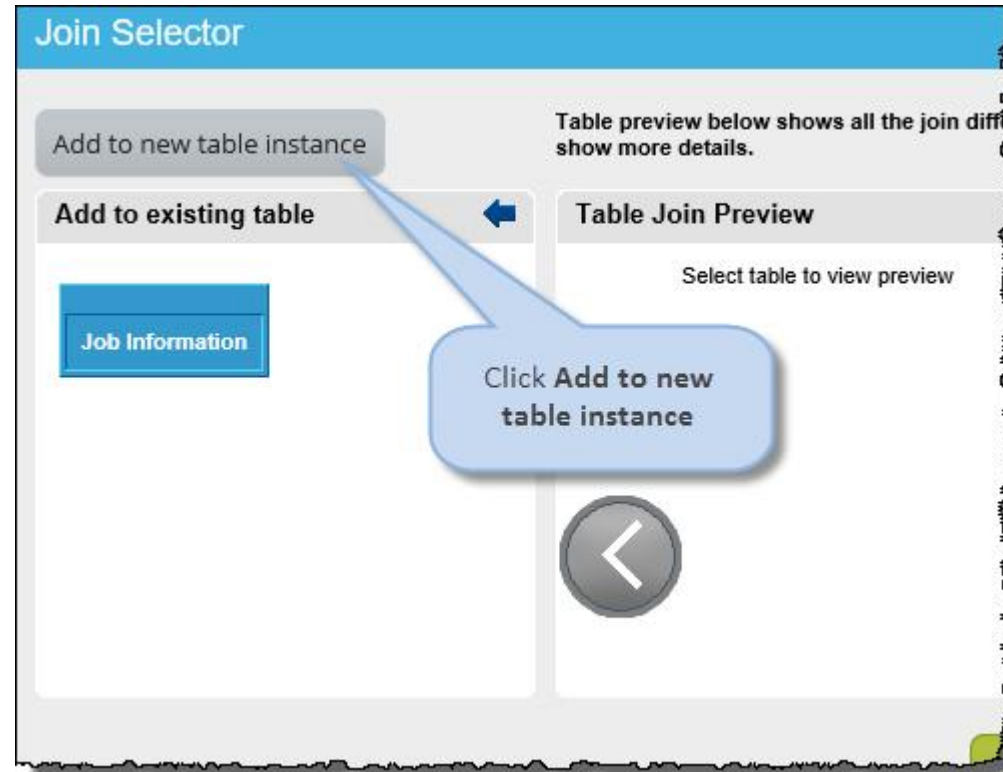 Join Selector
Add to new table instance
Table preview below shows all the join
show more details.
Add to existing table
Table Join Preview
Select table to view preview
Job Information
Click Add to new
table instance